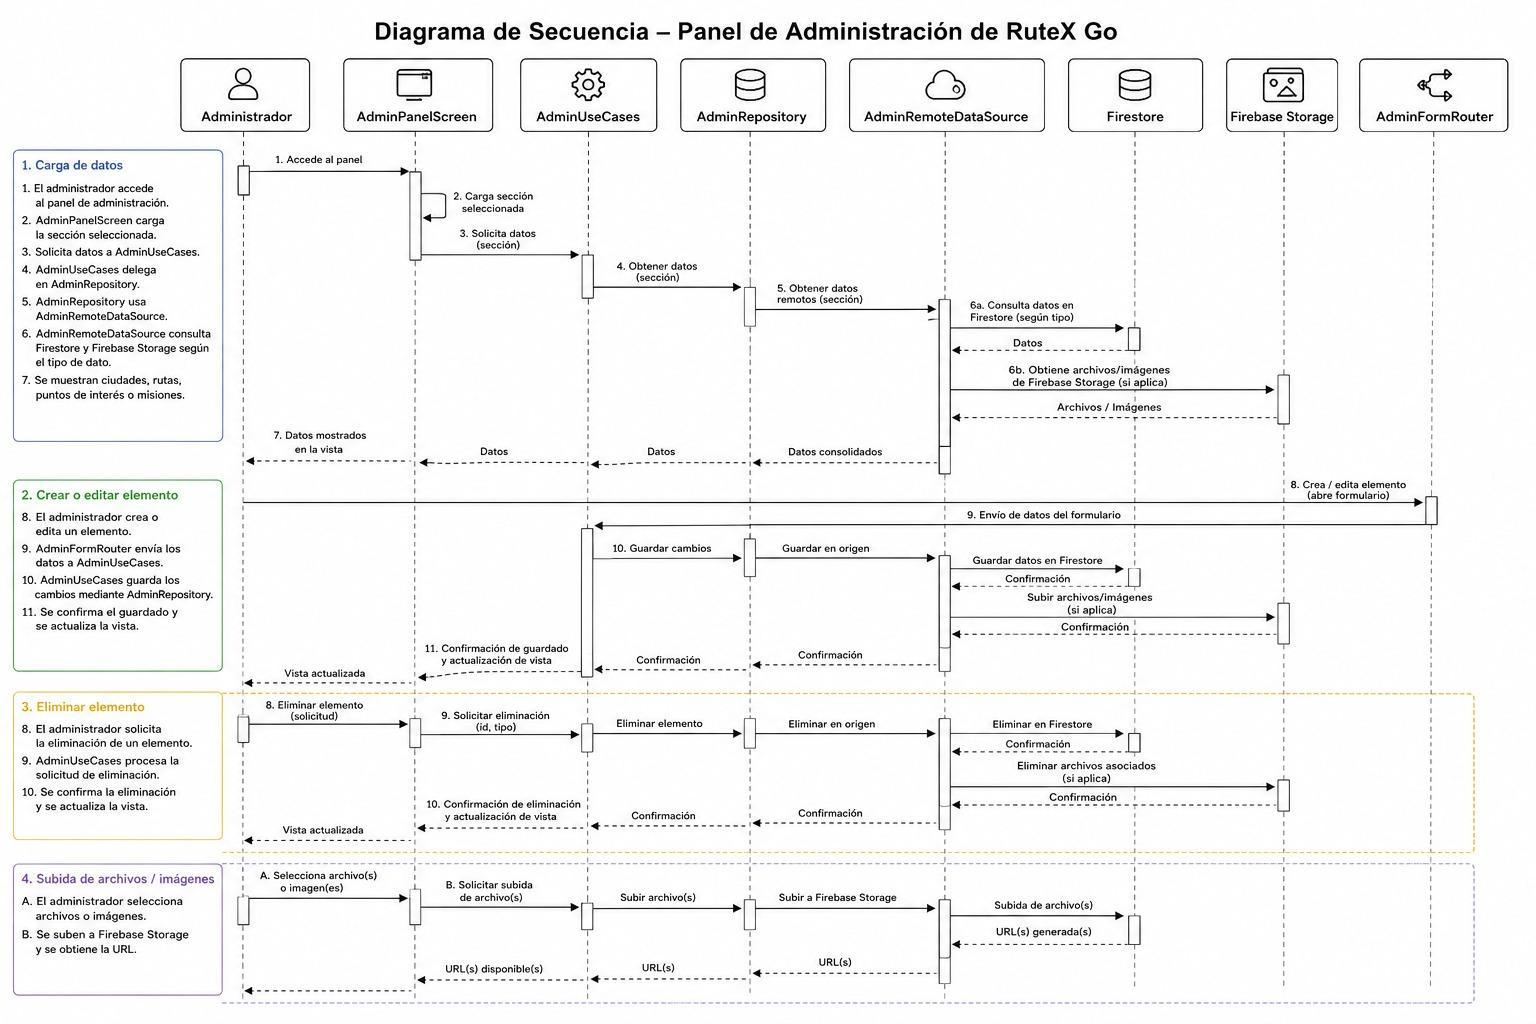 Diagrama de Secuencia – Panel de Administración de RuteX Go
Administrador
AdminPanelScreen
AdminUseCases
AdminRepository
AdminRemoteDataSource
Firestore
Firebase Storage
AdminFormRouter
1. Carga de datos
1. El administrador accede
al panel de administración.
2. AdminPanelScreen carga
la sección seleccionada.
3. Solicita datos a AdminUseCases.
4. AdminUseCases delega
en AdminRepository.
5. AdminRepository usa
AdminRemoteDataSource.
6. AdminRemoteDataSource consulta
Firestore y Firebase Storage según
el tipo de dato.
7. Se muestran ciudades, rutas,
puntos de interés o misiones.
1. Accede al panel
2. Carga sección
seleccionada
3. Solicita datos
(sección)
4. Obtener datos
(sección)
5. Obtener datos
remotos (sección)
6a. Consulta datos en
Firestore (según tipo)
Datos
6b. Obtiene archivos/imágenes
de Firebase Storage (si aplica)
Archivos / Imágenes
7. Datos mostrados
en la vista
Datos
Datos
Datos consolidados
2. Crear o editar elemento
8. El administrador crea o
edita un elemento.
9. AdminFormRouter envía los
datos a AdminUseCases.
10. AdminUseCases guarda los
cambios mediante AdminRepository.
11. Se confirma el guardado y
se actualiza la vista.
8. Crea / edita elemento
(abre formulario)
9. Envío de datos del formulario
10. Guardar cambios
Guardar en origen
Guardar datos en Firestore
Confirmación
Subir archivos/imágenes
(si aplica)
Confirmación
11. Confirmación de guardado
y actualización de vista
Confirmación
Confirmación
Vista actualizada
3. Eliminar elemento
8. El administrador solicita
la eliminación de un elemento.
9. AdminUseCases procesa la
solicitud de eliminación.
10. Se confirma la eliminación
y se actualiza la vista.
8. Eliminar elemento
(solicitud)
9. Solicitar eliminación
(id, tipo)
Eliminar elemento
Eliminar en origen
Eliminar en Firestore
Confirmación
Eliminar archivos asociados
(si aplica)
Confirmación
10. Confirmación de eliminación
y actualización de vista
Confirmación
Confirmación
Vista actualizada
4. Subida de archivos / imágenes
A. El administrador selecciona
archivos o imágenes.
B. Se suben a Firebase Storage
y se obtiene la URL.
A. Selecciona archivo(s)
o imagen(es)
B. Solicitar subida
de archivo(s)
Subir archivo(s)
Subir a Firebase Storage
Subida de archivo(s)
URL(s) generada(s)
URL(s) disponible(s)
URL(s)
URL(s)